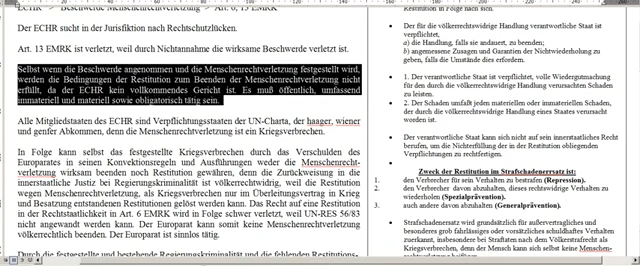 ECHR > Beschwerde Menschenrechtverletzung > Art. 6, 13 EMRK
Der ECHR sucht in der Jurisfiktion nach Rechtschutzlücken.
Art. 13 EMRK ist verletzt, weil durch Nichtannahme die wirksame Beschwerde verletzt ist.
Selbst wenn die Beschwerde angenommen und die Menschenrechtverletzung festgestellt wird,
werden die Bedingungen der Restitution zum Beenden der Menschenrechtverletzung nicht
erfüllt, da der ECHR kein vollkommendes Gericht ist. Es muß öffentlich, umfassend
immateriell und materiell sowie obligatorisch tätig sein.
Alle Mitgliedstaaten des ECHR sind Verpflichtungsstaaten der UN-Charta, der haager, wiener
und genfer Abkommen, denn die Menschenrechtverletzung ist ein Kriegsverbrechen.
In Folge kann selbst das festgestellte Kriegsverbrechen durch das Verschulden des
Europarates in seinen Konventionsregeln und Ausführungen weder die Menschenrecht-
verletzung wirksam beenden noch Restitution gewähren, denn die Zurückweisung in die
innerstaatliche Justiz bei Regierungskriminalität ist völkerrechtwidrig, weil die Restitution
wegen Menschenrechtverletzung, als Kriegsverbrechen nur im Überleitungsvertrag in Krieg
und Besatzung entstandenen Restitutionen gelöst werden kann. Das Recht auf eine Restitution
in der Rechtstaatlichkeit in Art. 6 EMRK wird in Folge schwer verletzt, weil UN-RES 56/83
nicht angewandt werden kann. Der Europarat kann somit keine Menschenrechtverletzung
völkerrechtlich beenden. Der Europarat ist sinnlos tätig.
Durch die festgestellte und bestehende Regierungskriminalität und die fehlenden Restitutions-
Restitution in Folge nach sich.
• Der für die völkerrechtswidrige Handlung verantwortliche Staat ist
verpflichtet,
a) die Handlung, falls sie andauert, zu beenden;
b) angemessene Zusagen und Garantien der Nichtwiederholung zu
geben, falls die Umstände dies erfordern.
• 1. Der verantwortliche Staat ist verpflichtet, volle Wiedergutmachung
für den durch die völkerrechtswidrige Handlung verursachten Schaden
zu leisten.
• 2. Der Schaden umfaßt jeden materiellen oder immateriellen Schaden,
der durch die völkerrechtswidrige Handlung eines Staates verursacht
worden ist.
• Der verantwortliche Staat kann sich nicht auf sein innerstaatliches Recht
berufen, um die Nichterfüllung der in der Restitution obliegenden
Verpflichtungen zu rechtfertigen.
• Zweck der Restitution im Strafschadenersatz ist:
1. den Verbrecher für sein Verhalten zu bestrafen (Repression).
2. den Verbrecher davon abzuhalten, dieses rechtswidrige Verhalten zu
wiederholen (Spezialprävention).
3. auch andere davon abzuhalten (Generalprävention).
• Strafschadenersatz wird grundsätzlich für außervertragliches und
besonders grob fahrlässiges oder vorsätzliches schuldhaftes Verhalten
zuerkannt, insbesondere bei Straftaten nach dem Völkerstrafrecht als
Kriegsverbrechen, denn der Mensch kann sich selbst keine Menschen-